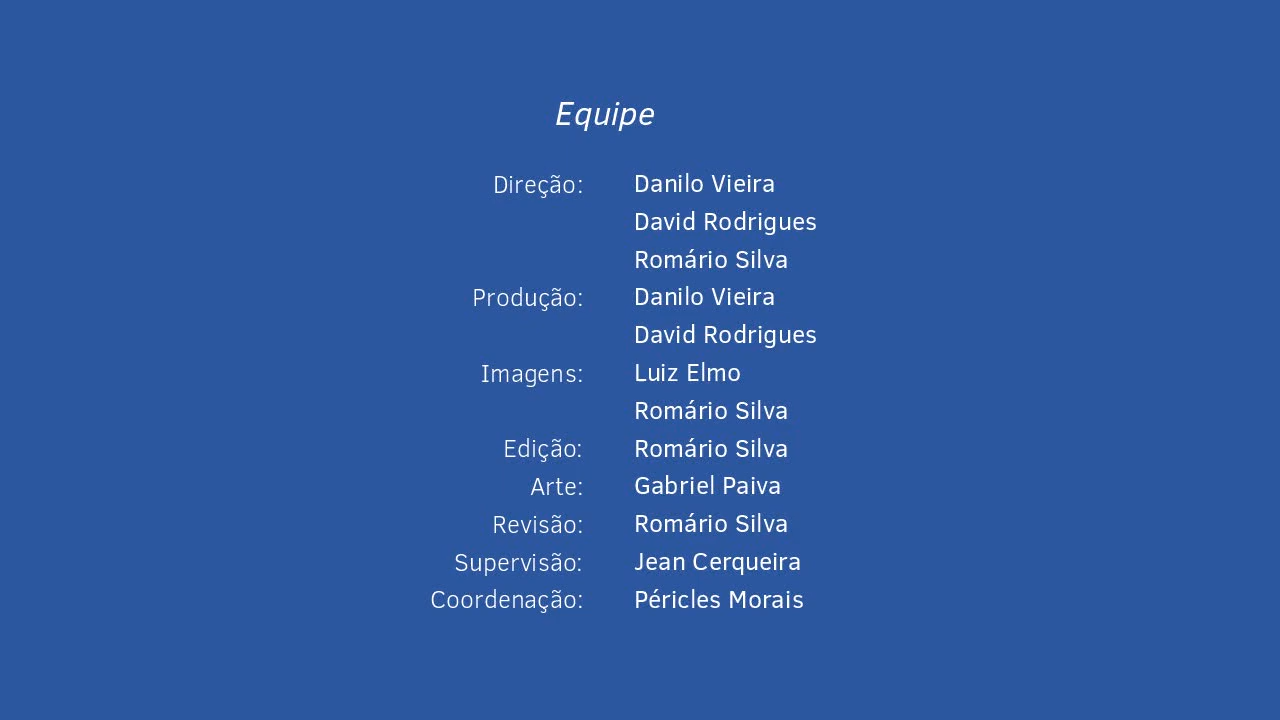 Equipe
Direção: Danilo Vieira
David Rodrigues
Romário Silva
Produção: Danilo Vieira
David Rodrigues
Imagens: Luiz Elmo
Romário Silva
Edição: Romário Silva
Arte: Gabriel Paiva
Revisão: Romário Silva
Supervisão: Jean Cerqueira
Coordenação: Péricles Morais